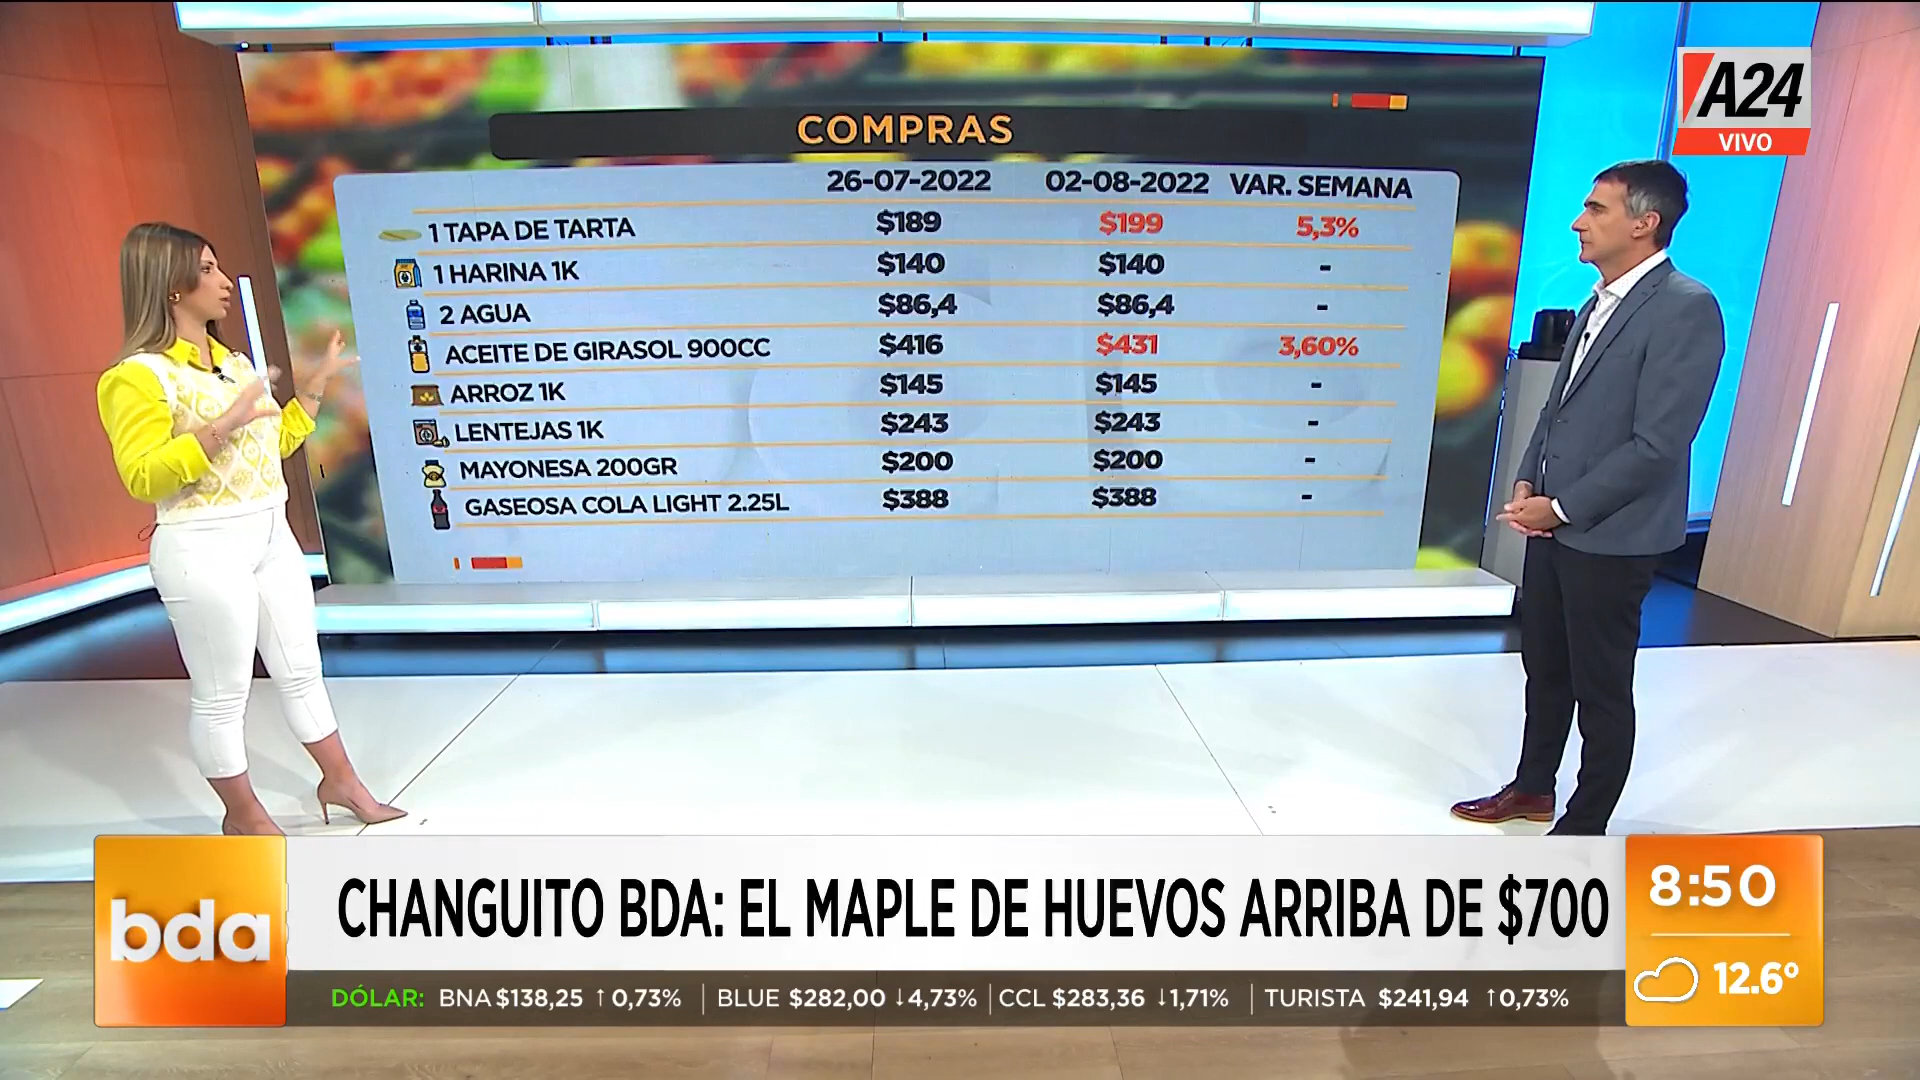 A24
VIVO
COMPRAS
26-07-2022 02-08-2022 VAR. SEMANA
1 TAPA DE TARTA $189 $199 5,3%
1 HARINA 1K $140 $140 -
2 AGUA $86,4 $86,4 -
ACEITE DE GIRASOL 900CC $416 $431 3,60%
ARROZ 1K $145 $145 -
LENTEJAS 1K $243 $243 -
MAYONESA 200GR $200 $200 -
GASEOSA COLA LIGHT 2.25L $388 $388 -
bda
CHANGUITO BDA: EL MAPLE DE HUEVOS ARRIBA DE $700
8:50
12.6°
DÓLAR: BNA $138,25 ↑0,73% | BLUE $282,00 ↓4,73% | CCL $283,36 ↓1,71% | TURISTA $241,94 ↑0,73%